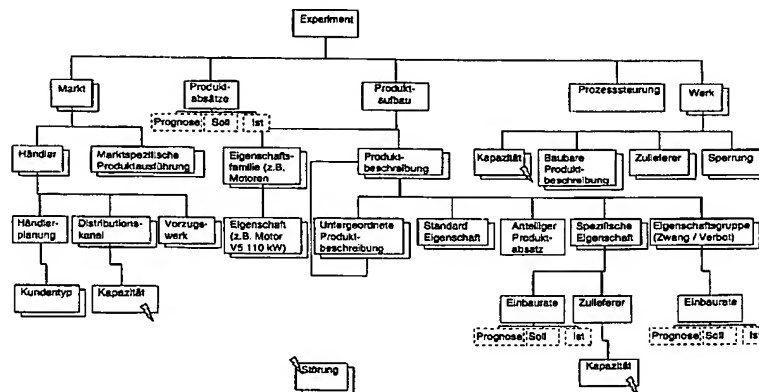 Experiment
Markt
Produkt-
absätze
Produkt-
aufbau
Prozesssteurung
Werk
Prognose
Soll
Ist
Händler
Marktspezifische
Produktausführung
Eigenschafts-
familie (z.B.
Motoren
Produkt-
beschreibung
Kapazität
Baubare
Produkt-
beschreibung
Zulieferer
Sperrung
Händler-
planung
Distributions-
kanal
Vorzugs-
werk
Eigenschaft
(z.B. Motor
V5 110 kW)
Untergeordnete
Produkt-
beschreibung
Standard
Eigenschaft
Anteiliger
Produkt-
absatz
Spezifische
Eigenschaft
Eigenschaftsgruppe
(Zwang / Verbot)
Kundentyp
Kapazität
Einbaurate
Zulieferer
Einbaurate
Prognose
Soll
Ist
Prognose
Soll
Ist
Kapazität
Störung